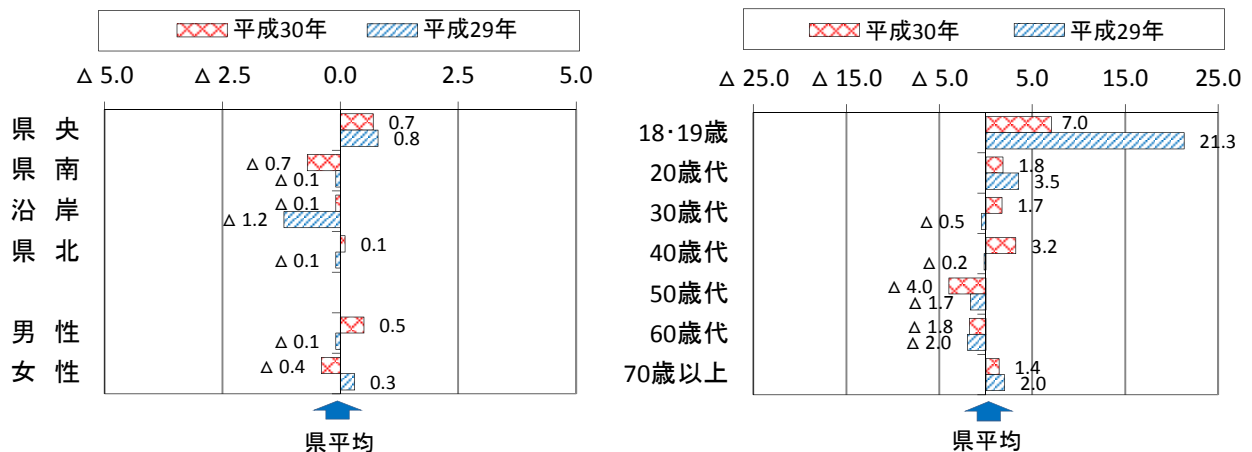 平成30年 平成29年
△ 5.0 △ 2.5 0.0 2.5 5.0
県 央 0.7
0.8
県 南 △ 0.7
△ 0.1
沿 岸 △ 0.1
△ 1.2
県 北 0.1
△ 0.1
男 性 0.5
△ 0.1
女 性 △ 0.4
0.3
県平均
平成30年 平成29年
△ 25.0 △ 15.0 △ 5.0 5.0 15.0 25.0
18・19歳 7.0
21.3
20歳代 1.8
3.5
30歳代 1.7
△ 0.5
40歳代 3.2
△ 0.2
50歳代 △ 4.0
△ 1.7
60歳代 △ 1.8
△ 2.0
70歳以上 1.4
2.0
県平均